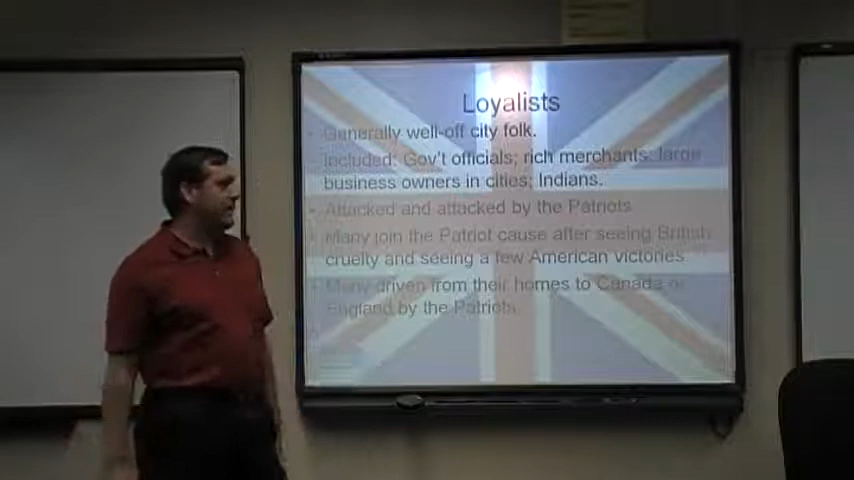 Loyalists
• Generally well-off city folk.
• Included: Gov't officials; rich merchants; large
business owners in cities; Indians.
• Attacked and attacked by the Patriots
• Many join the Patriot cause after seeing British
cruelty and seeing a few American victories
• Many driven from their homes to Canada or
England by the Patriots.